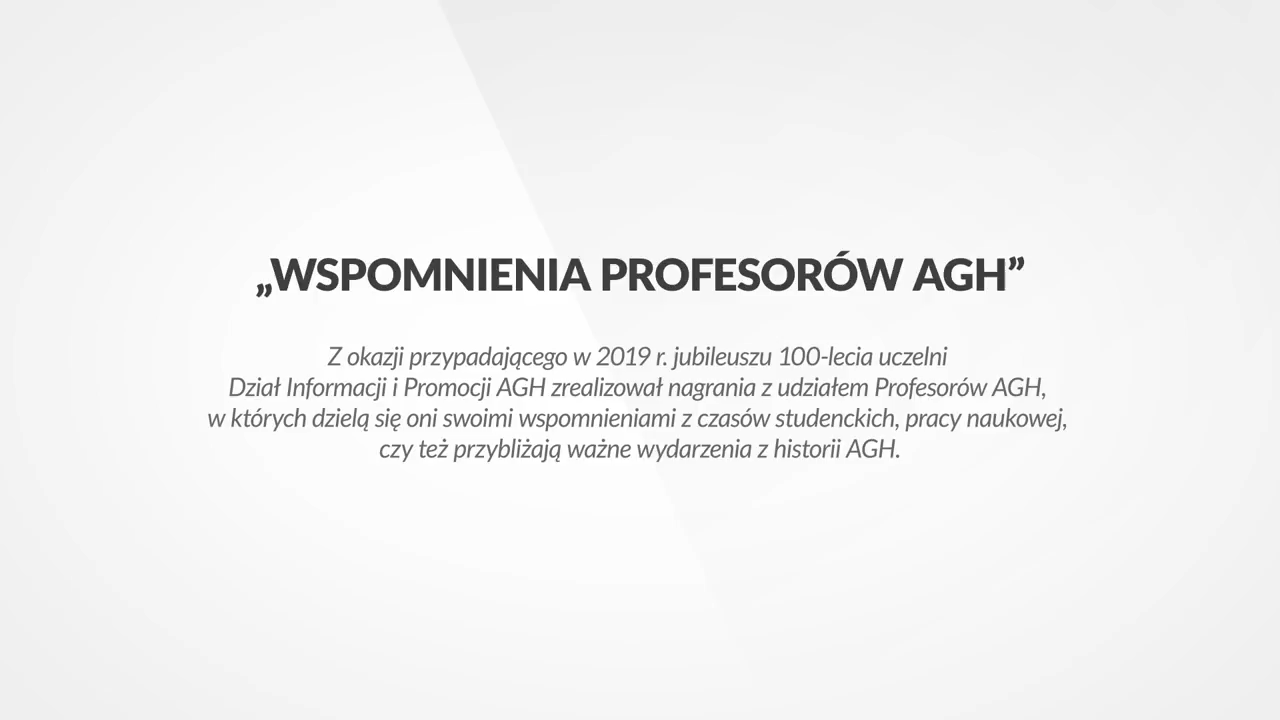 „WSPOMNIENIA PROFESORÓW AGH”
Z okazji przypadającego w 2019 r. jubileuszu 100-lecia uczelni
Dział Informacji i Promocji AGH zrealizował nagrania z udziałem Profesorów AGH,
w których dzielą się oni swoimi wspomnieniami z czasów studenckich, pracy naukowej,
czy też przybliżają ważne wydarzenia z historii AGH.